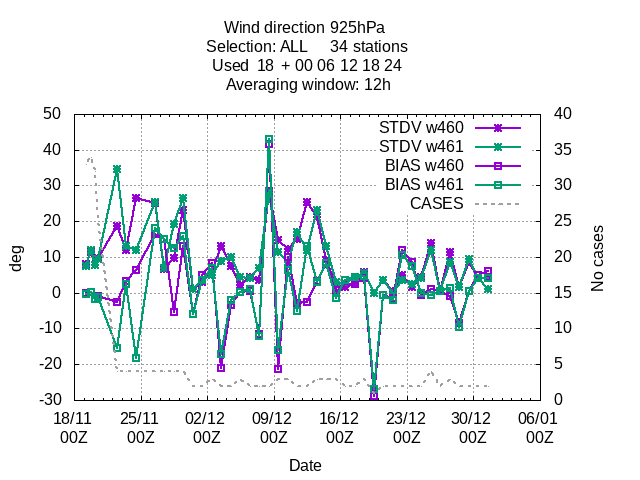 Wind direction 925hPa
Selection: ALL 34 stations
Used 18 + 00 06 12 18 24
Averaging window: 12h
50 40
STDV w460
STDV w461
BIAS w460
BIAS w461
CASES
40 35
30 30
20 25
10 20
0 15
-10 10
-20 5
-30 0
deg
No cases
18/11 25/11 02/12 09/12 16/12 23/12 30/12 06/01
00Z 00Z 00Z 00Z 00Z 00Z 00Z 00Z
Date